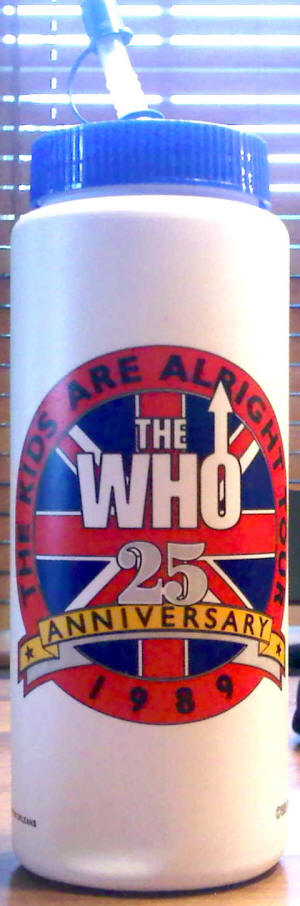 THE KIDS ARE ALRIGHT TOUR
THE
WHO
25
ANNIVERSARY
1989